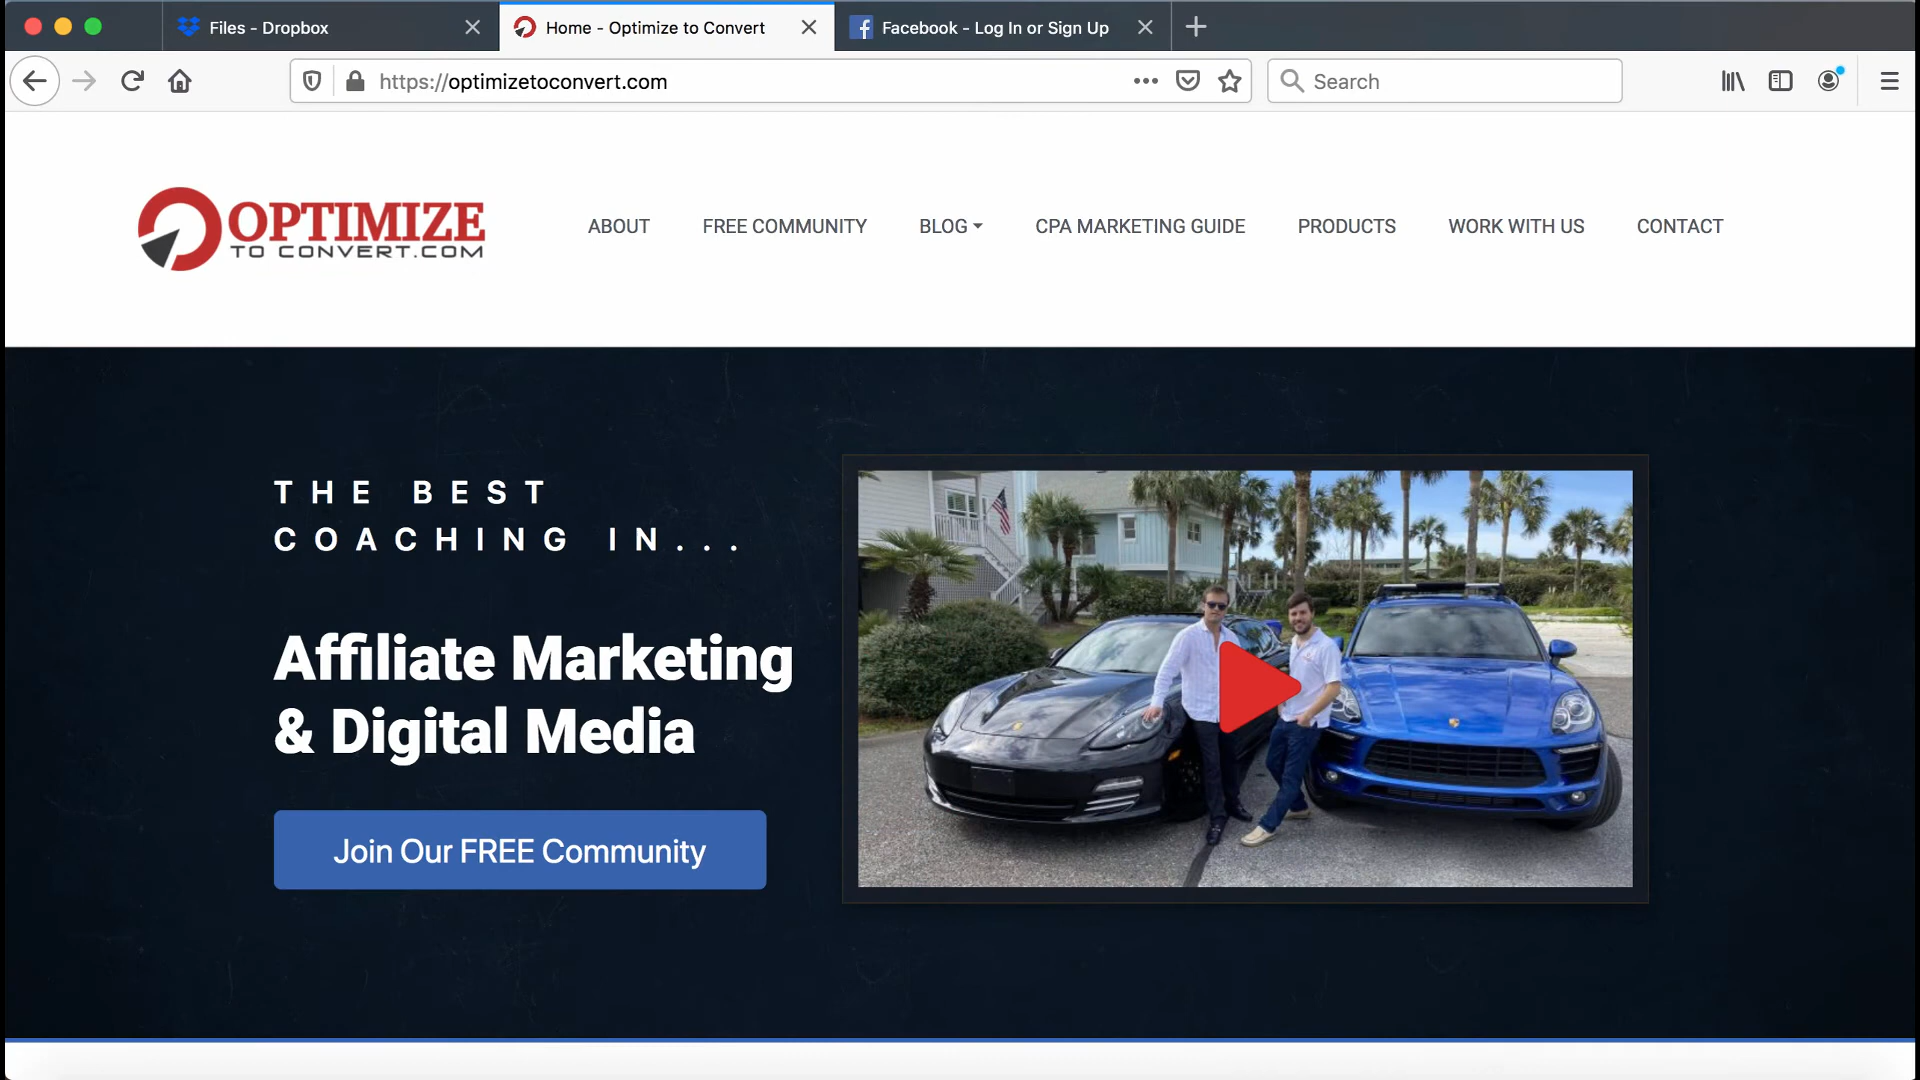 Files - Dropbox
Home - Optimize to Convert
Facebook - Log In or Sign Up
https://optimizetoconvert.com
Search
OPTIMIZE
TO CONVERT.COM
ABOUT
FREE COMMUNITY
BLOG
CPA MARKETING GUIDE
PRODUCTS
WORK WITH US
CONTACT
THE BEST
COACHING IN...
Affiliate Marketing
& Digital Media
Join Our FREE Community